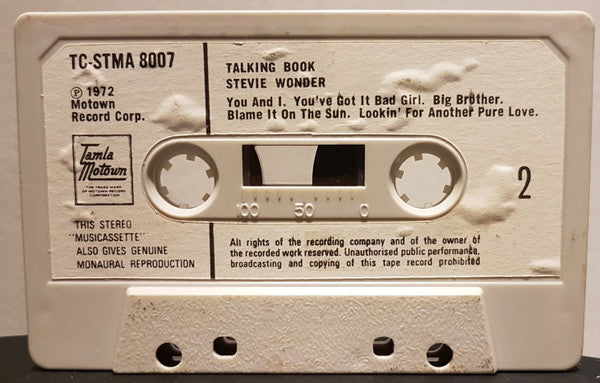 TC-STMA 8007
℗ 1972
Motown
Record Corp.
Tamla
Motown
THE TRADE MARK
OF MOTOWN RECORD
CORPORATION
THIS STEREO
"MUSICASSETTE"
ALSO GIVES GENUINE
MONAURAL REPRODUCTION
TALKING BOOK
STEVIE WONDER
You And I. You've Got It Bad Girl. Big Brother.
Blame It On The Sun. Lookin' For Another Pure Love.
2
100 50 0
All rights of the recording company and of the owner of
the recorded work reserved. Unauthorised public performance,
broadcasting and copying of this tape record prohibited